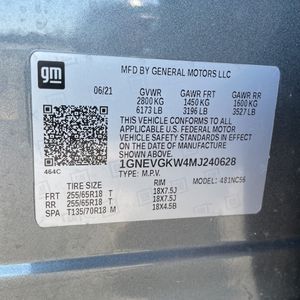 gm
MFD BY GENERAL MOTORS LLC
06/21 GVWR GAWR FRT GAWR RR
2800 KG 1450 KG 1600 KG
6173 LB 3196 LB 3527 LB
THIS VEHICLE CONFORMS TO ALL
APPLICABLE U.S. FEDERAL MOTOR
VEHICLE SAFETY STANDARDS IN
EFFECT ON THE DATE OF
MANUFACTURE SHOWN ABOVE.
464C 1GNEVGKW4MJ240628
TYPE: M.P.V. MODEL:
TIRE SIZE RIM
FRT 255/65R18 T 18X7.5J
RR 255/65R18 T 18X7.5J
SPA T135/70R18 M 18X4.5B